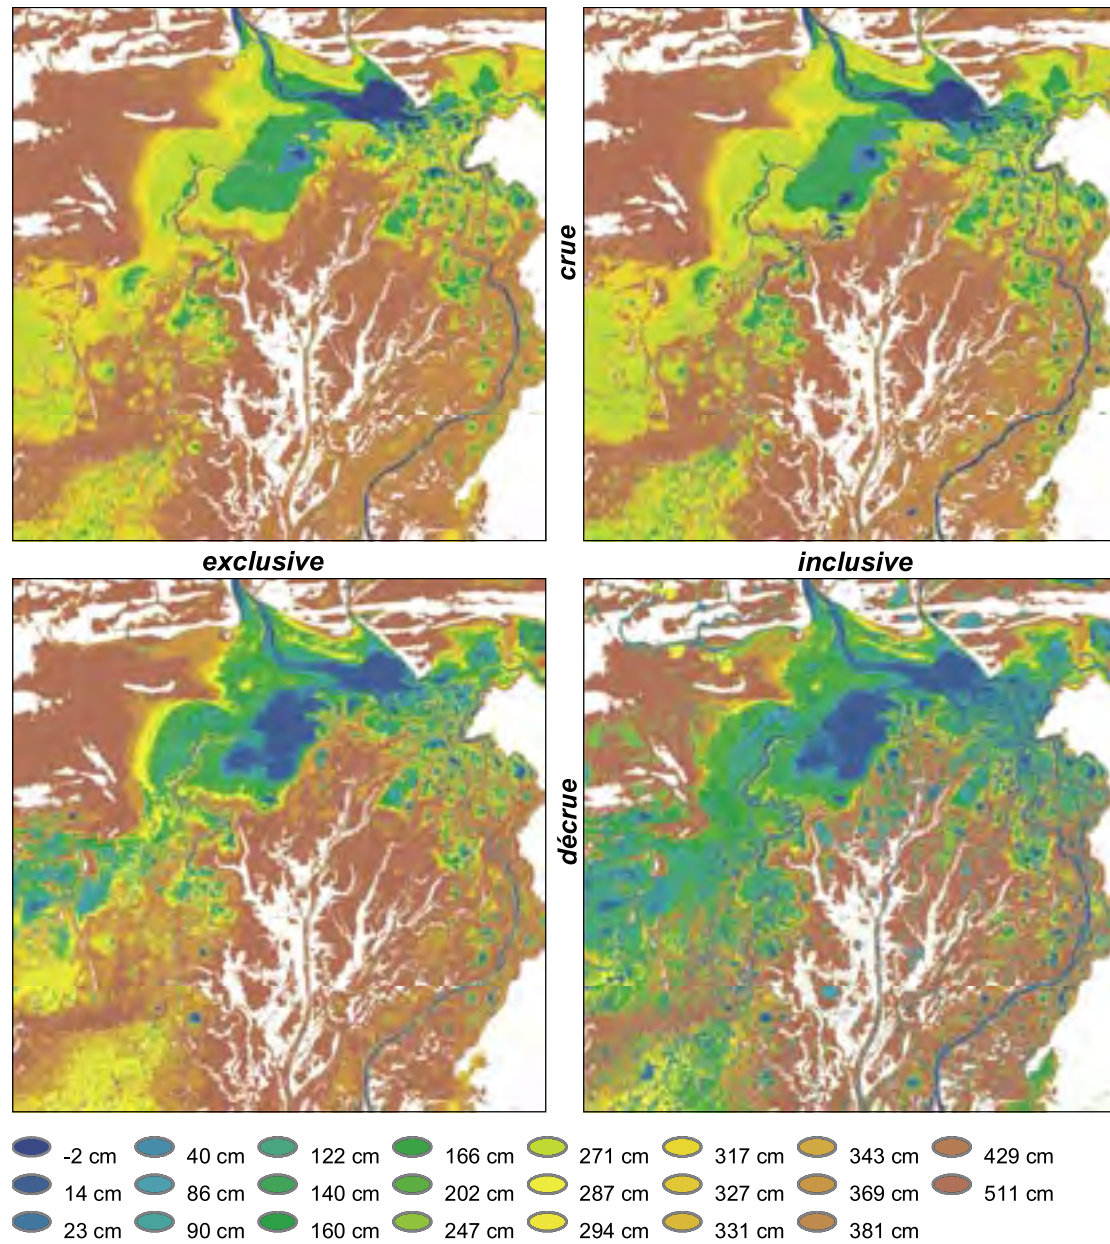 crue
exclusive inclusive
décrue
-2 cm 40 cm 122 cm 166 cm 271 cm 317 cm 343 cm 429 cm
14 cm 86 cm 140 cm 202 cm 287 cm 327 cm 369 cm 511 cm
23 cm 90 cm 160 cm 247 cm 294 cm 331 cm 381 cm